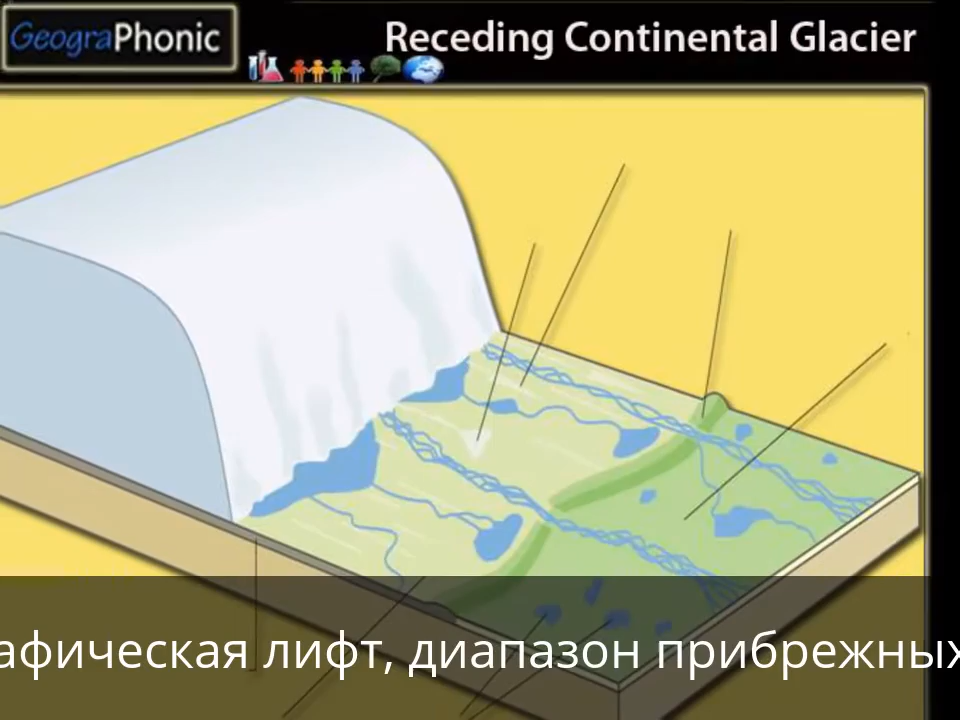 GeograPhonic
Receding Continental Glacier
афическая лифт, диапазон прибрежных